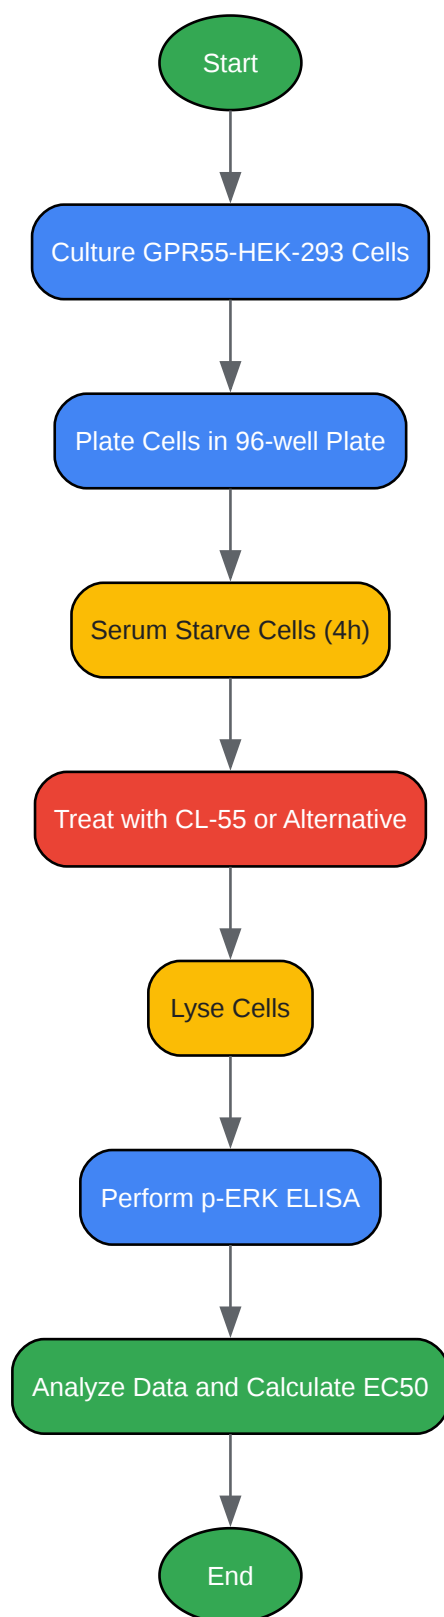 Start
Culture GPR55-HEK-293 Cells
Plate Cells in 96-well Plate
Serum Starve Cells (4h)
Treat with CL-55 or Alternative
Lyse Cells
Perform p-ERK ELISA
Analyze Data and Calculate EC50
End